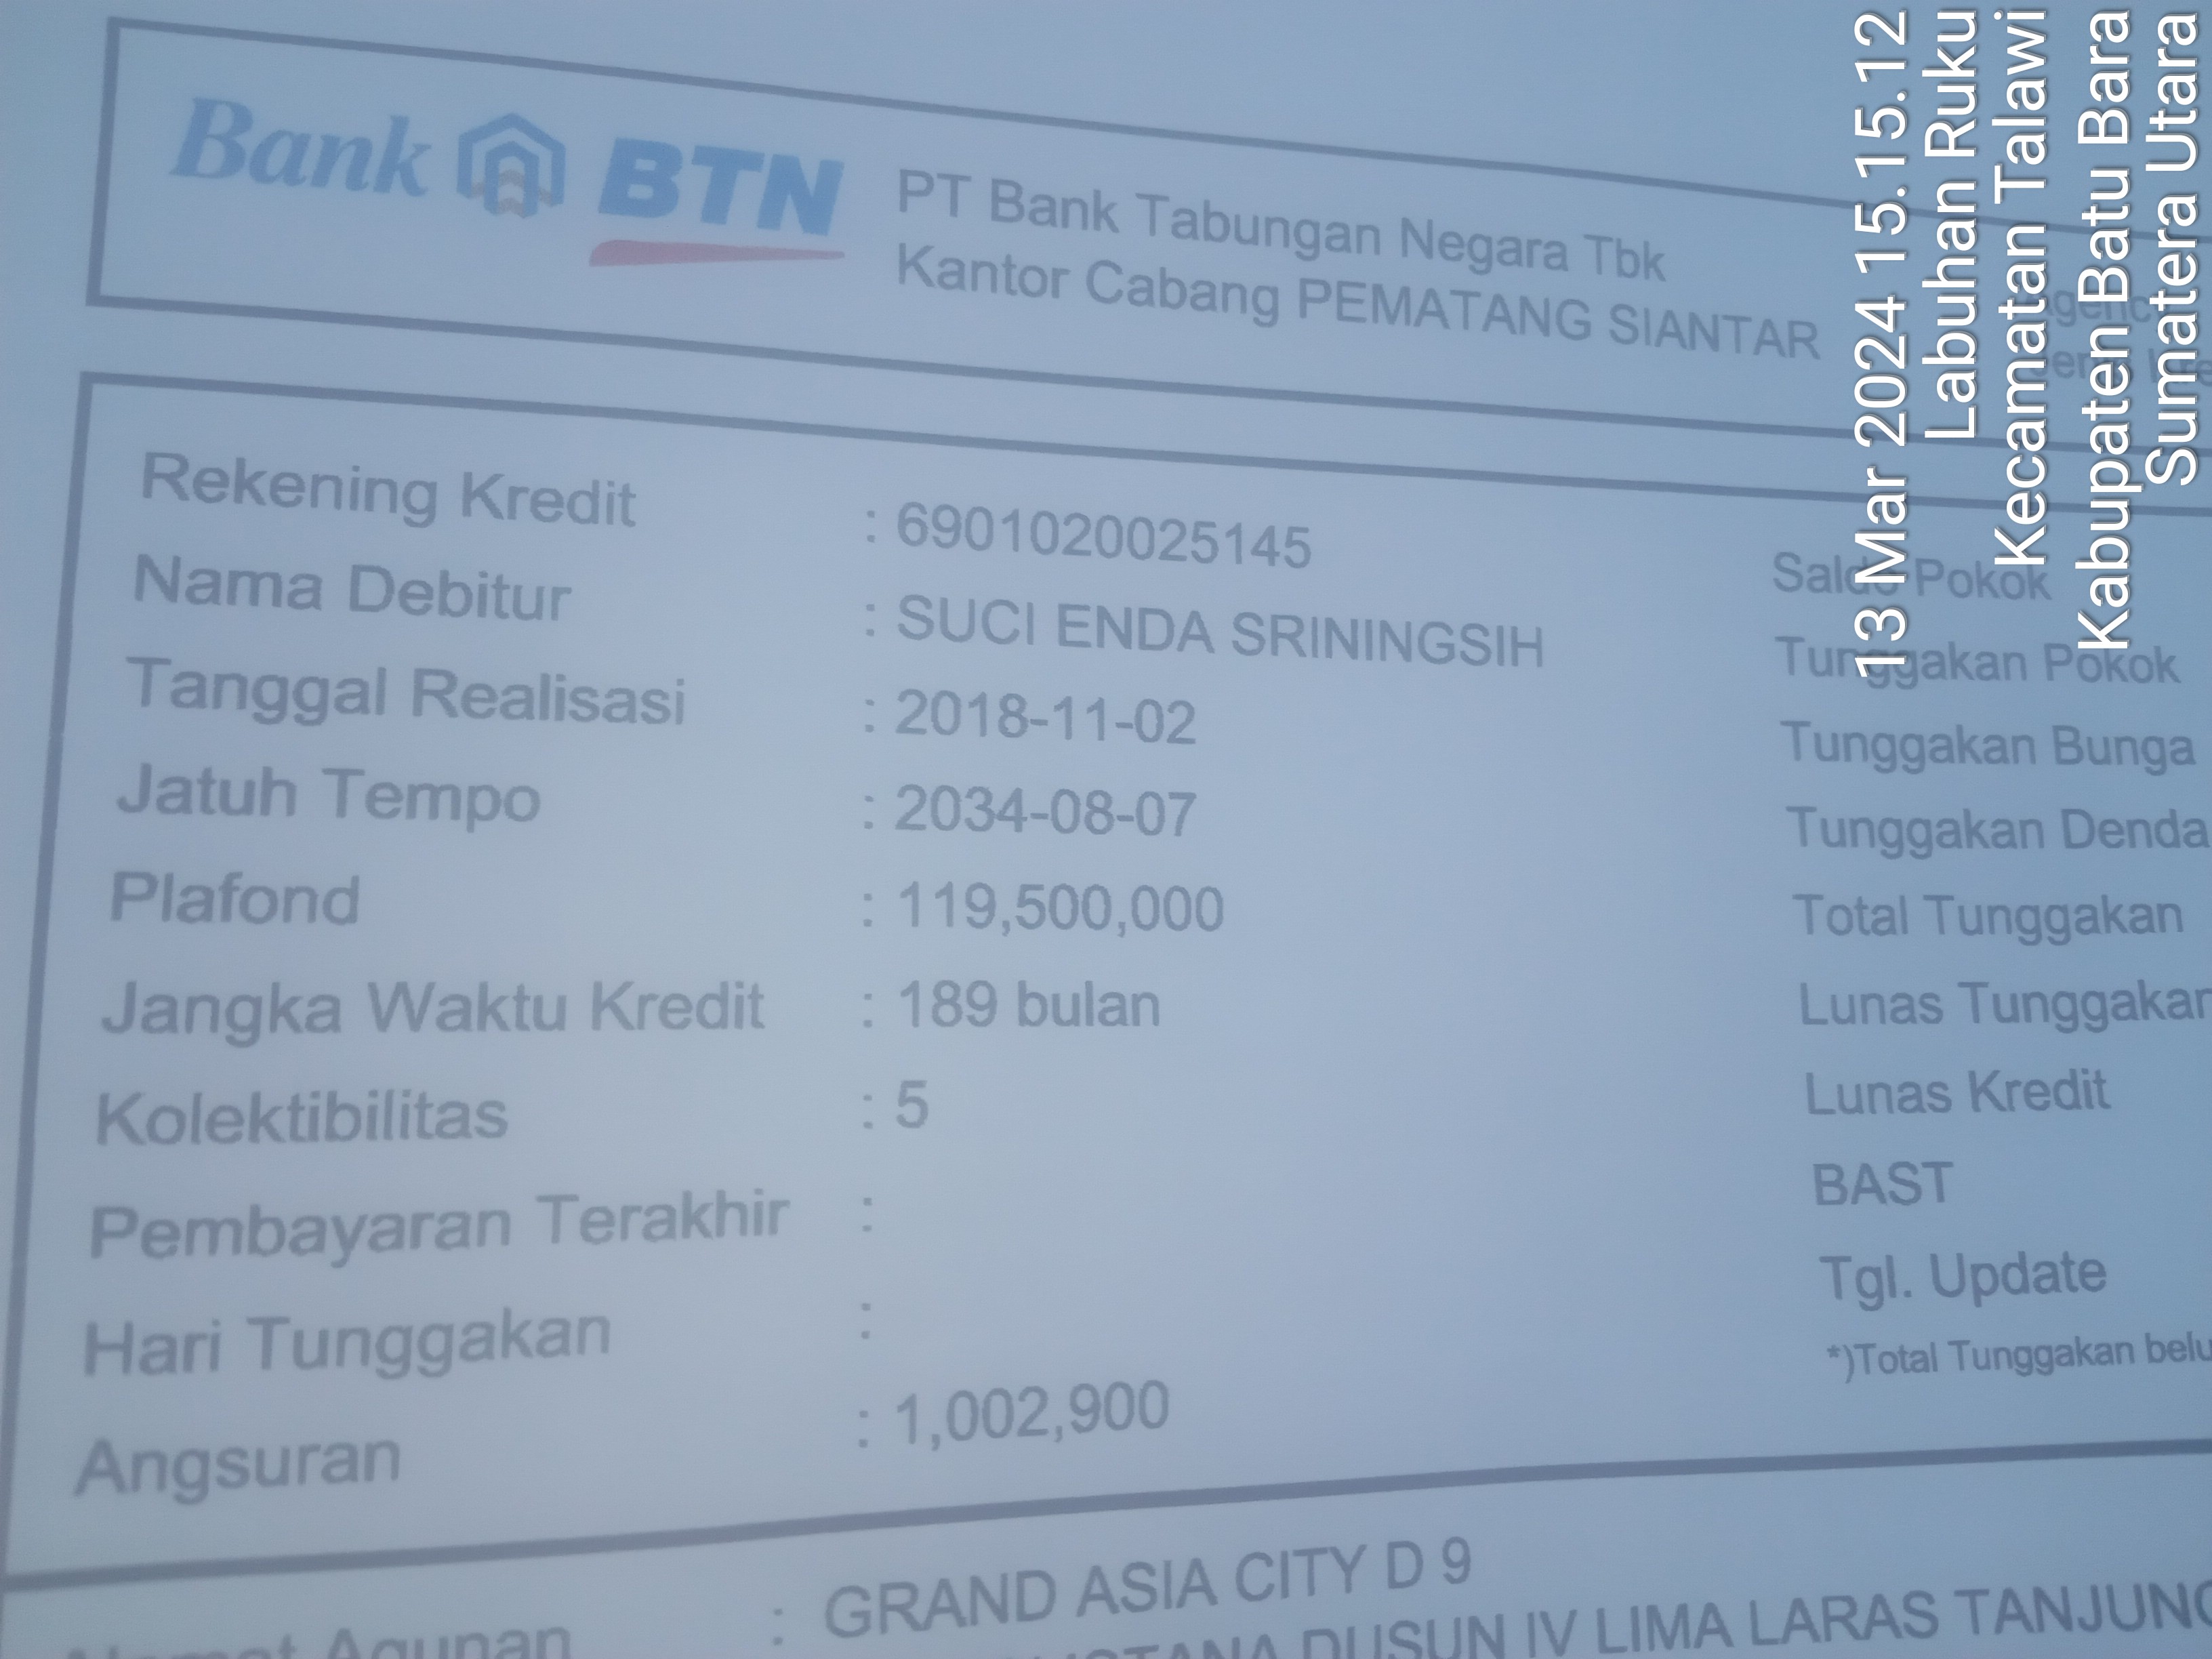 Bank BTN
PT Bank Tabungan Negara Tbk
Kantor Cabang PEMATANG SIANTAR
Rekening Kredit : 6901020025145
Nama Debitur : SUCI ENDA SRININGSIH
Tanggal Realisasi : 2018-11-02
Jatuh Tempo : 2034-08-07
Plafond : 119,500,000
Jangka Waktu Kredit : 189 bulan
Kolektibilitas : 5
Pembayaran Terakhir :
Hari Tunggakan :
Angsuran : 1,002,900
Saldo Pokok
Tunggakan Pokok
Tunggakan Bunga
Tunggakan Denda
Total Tunggakan
Lunas Tunggakan
Lunas Kredit
BAST
Tgl. Update
*)Total Tunggakan
Agunan : GRAND ASIA CITY D 9
DUSUN IV LIMA LARAS TANJUNG
13 Mar 2024 15.15.12
Labuhan Ruku
Kecamatan Talawi
Kabupaten Batu Bara
Sumatera Utara